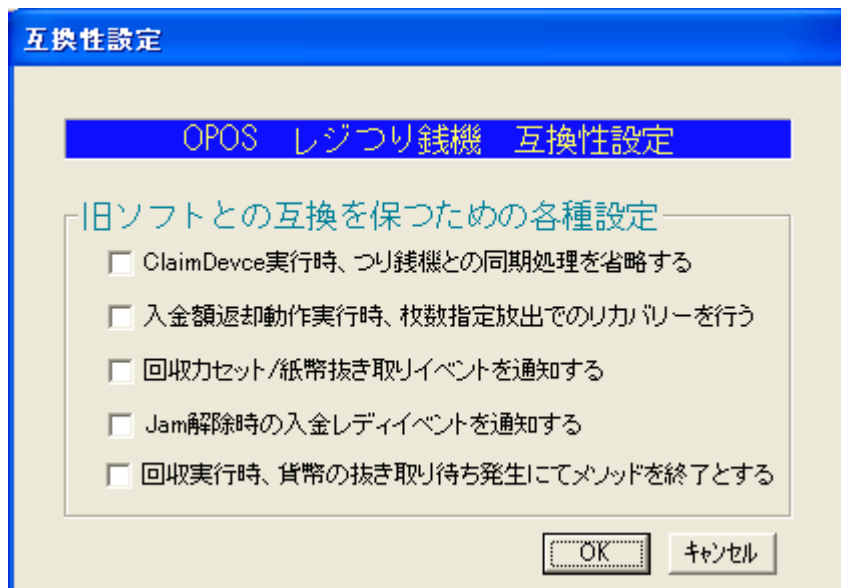 互換性設定
OPOS　レジつり銭機　互換性設定
旧ソフトとの互換を保つための各種設定
ClaimDevce実行時、つり銭機との同期処理を省略する
入金額返却動作実行時、枚数指定放出でのリカバリーを行う
回収カセット/紙幣抜き取りイベントを通知する
Jam解除時の入金レディイベントを通知する
回収実行時、貨幣の抜き取り待ち発生にてメソッドを終了とする
OK　キャンセル